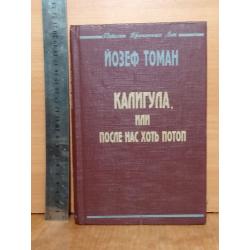 ЙОЗЕФ ТОМАН
КАЛИГУЛА,
ИЛИ
ПОСЛЕ НАС ХОТЬ ПОТОП